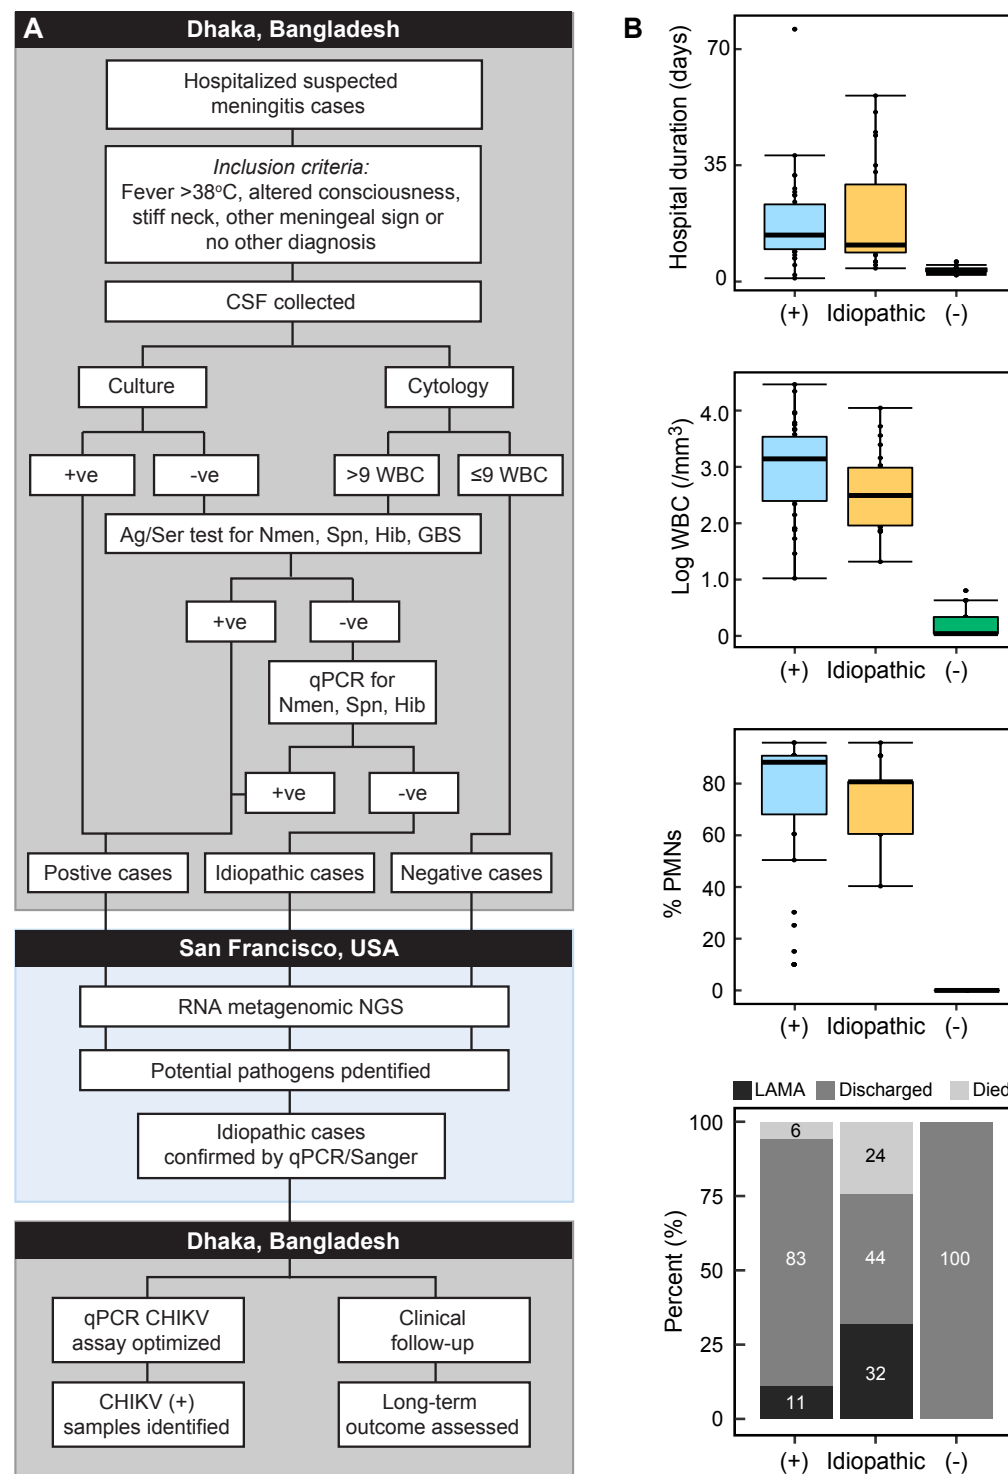 A
Dhaka, Bangladesh
Hospitalized suspected
meningitis cases
Inclusion criteria:
Fever >38°C, altered consciousness,
stiff neck, other meningeal sign or
no other diagnosis
CSF collected
Culture
Cytology
+ve
-ve
>9 WBC
≤9 WBC
Ag/Ser test for Nmen, Spn, Hib, GBS
+ve
-ve
qPCR for
Nmen, Spn, Hib
+ve
-ve
Postive cases
Idiopathic cases
Negative cases
San Francisco, USA
RNA metagenomic NGS
Potential pathogens pdentified
Idiopathic cases
confirmed by qPCR/Sanger
Dhaka, Bangladesh
qPCR CHIKV
assay optimized
Clinical
follow-up
CHIKV (+)
samples identified
Long-term
outcome assessed
B
Hospital duration (days)
70
35
0
(+) Idiopathic (-)
Log WBC (/mm³)
4.0
3.0
2.0
1.0
0
(+) Idiopathic (-)
% PMNs
80
60
40
20
0
(+) Idiopathic (-)
LAMA Discharged Died
Percent (%)
100
75
50
25
0
6
83
11
24
44
32
100
(+) Idiopathic (-)